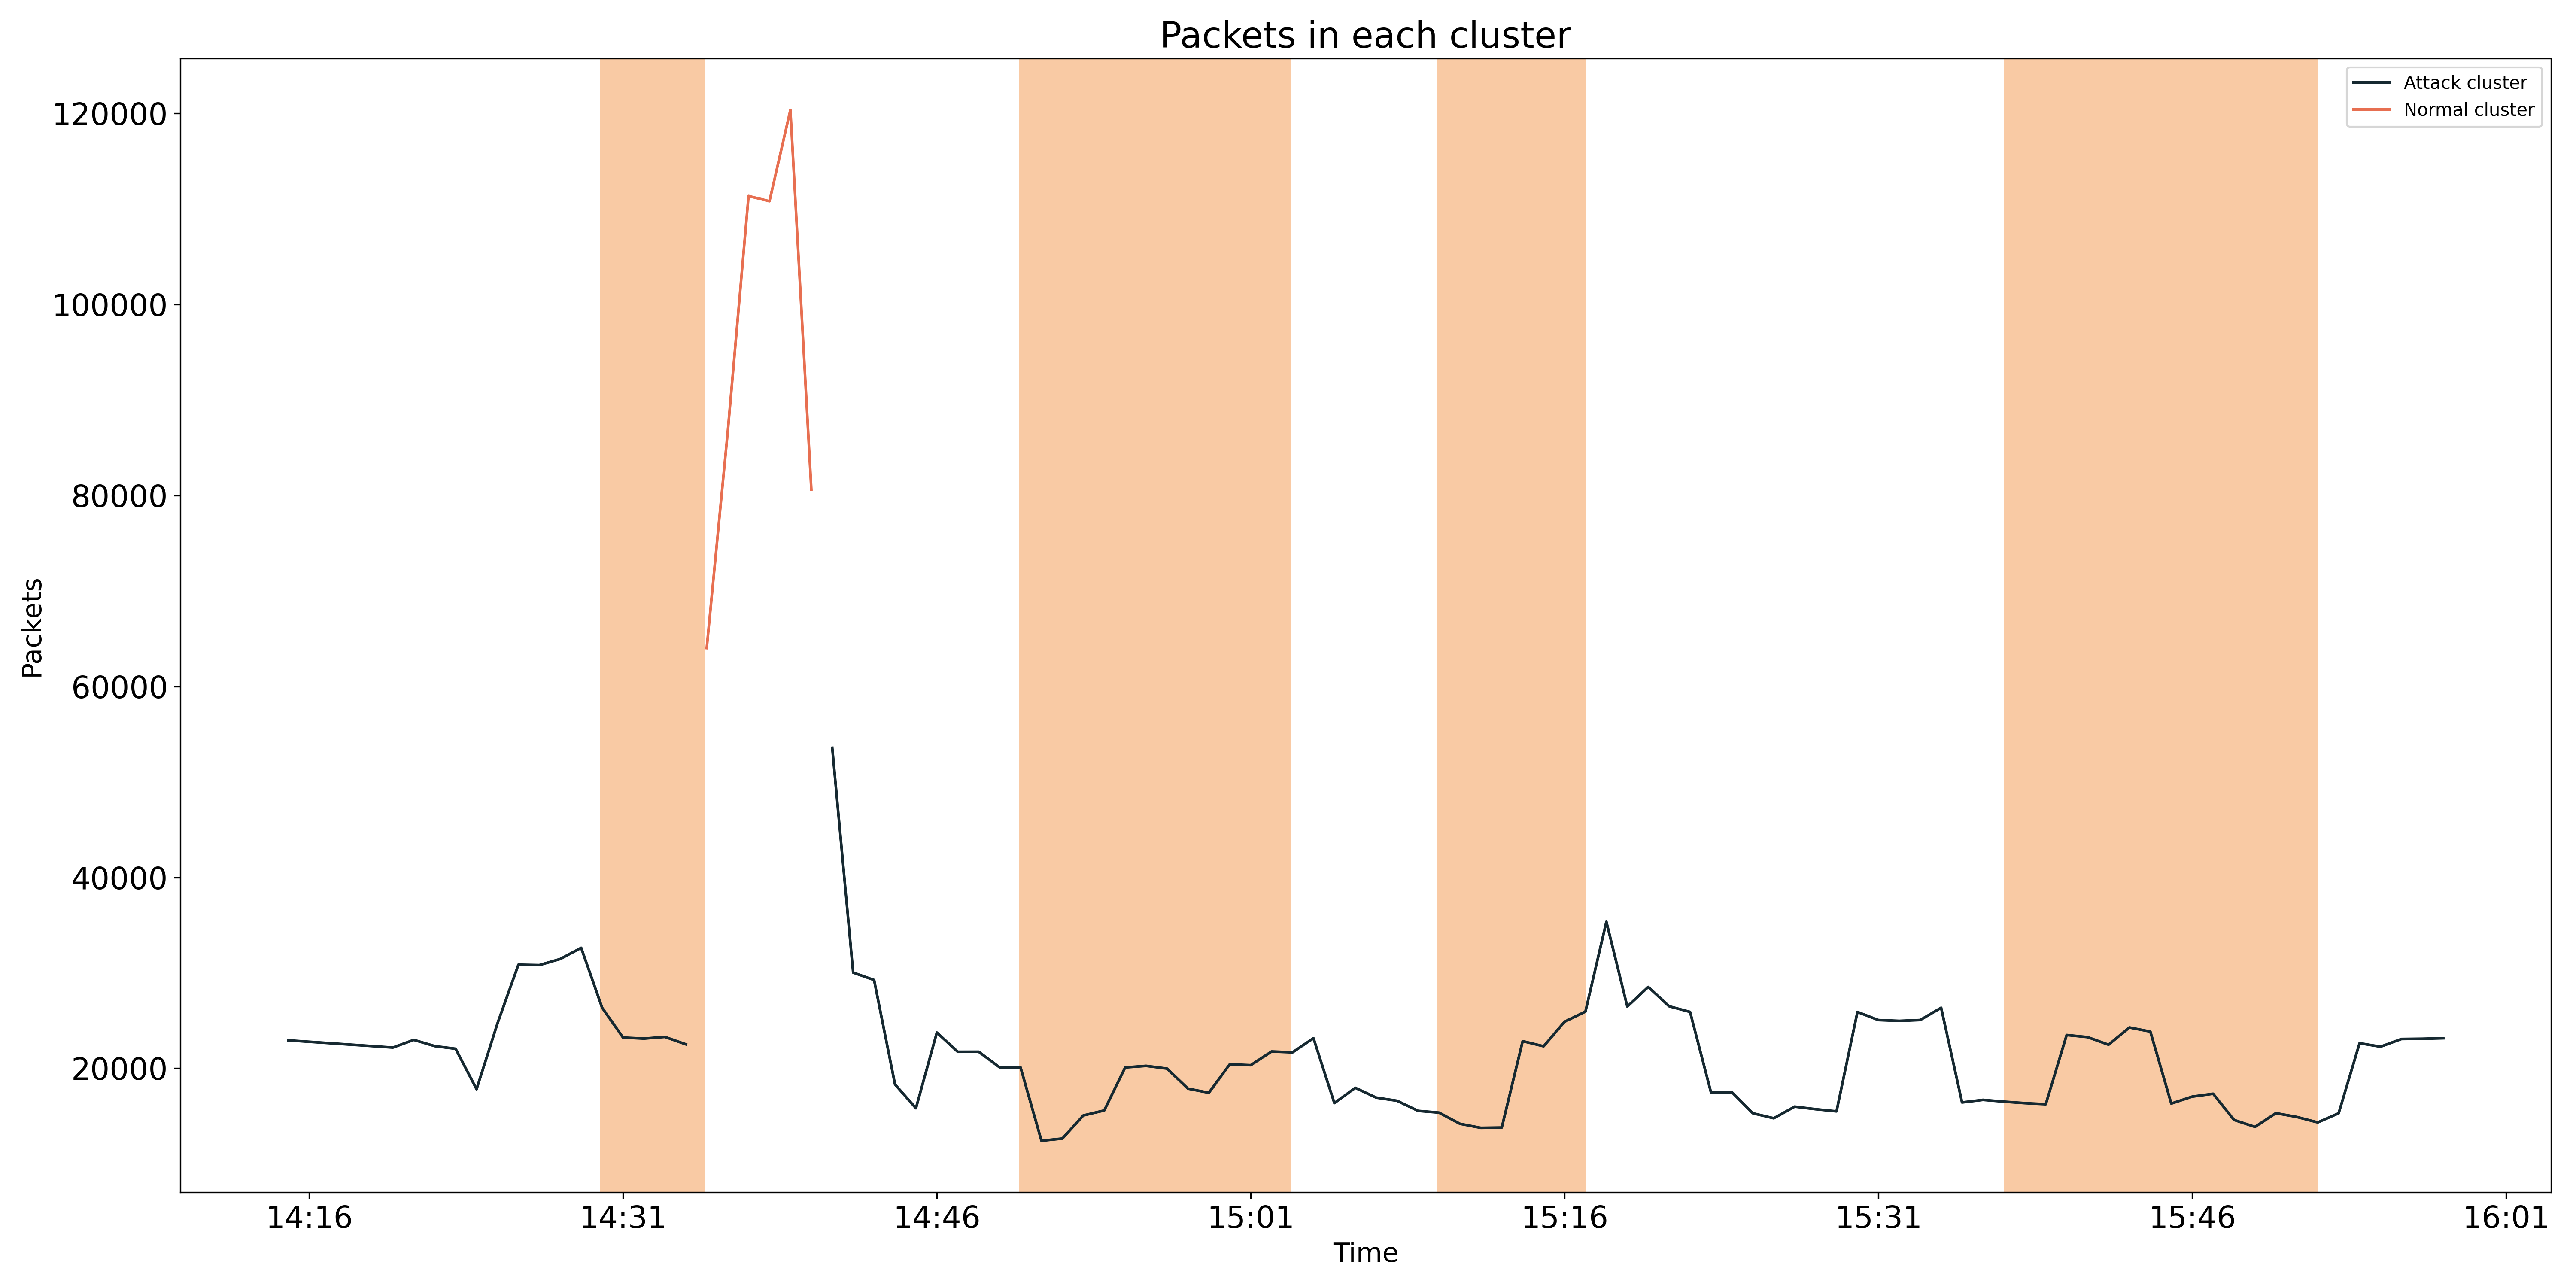 Packets in each cluster
Attack cluster
Normal cluster
120000
100000
80000
60000
40000
20000
Packets
14:16 14:31 14:46 15:01 15:16 15:31 15:46 16:01
Time